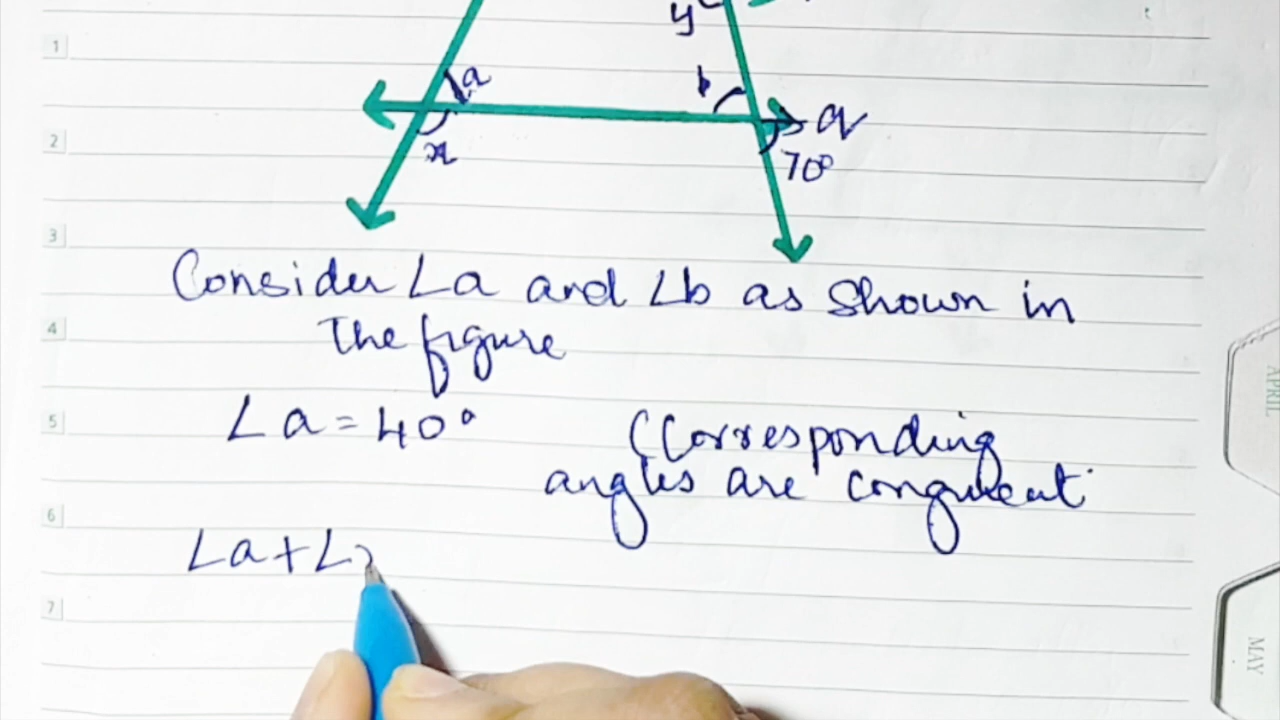 y
1
a
b
q
2
x
70°
3
Consider ∠a and ∠b as shown in
4
the figure
5
∠a = 40° (Corresponding
angles are congruent
6
∠a + ∠x
7
APRIL
MAY